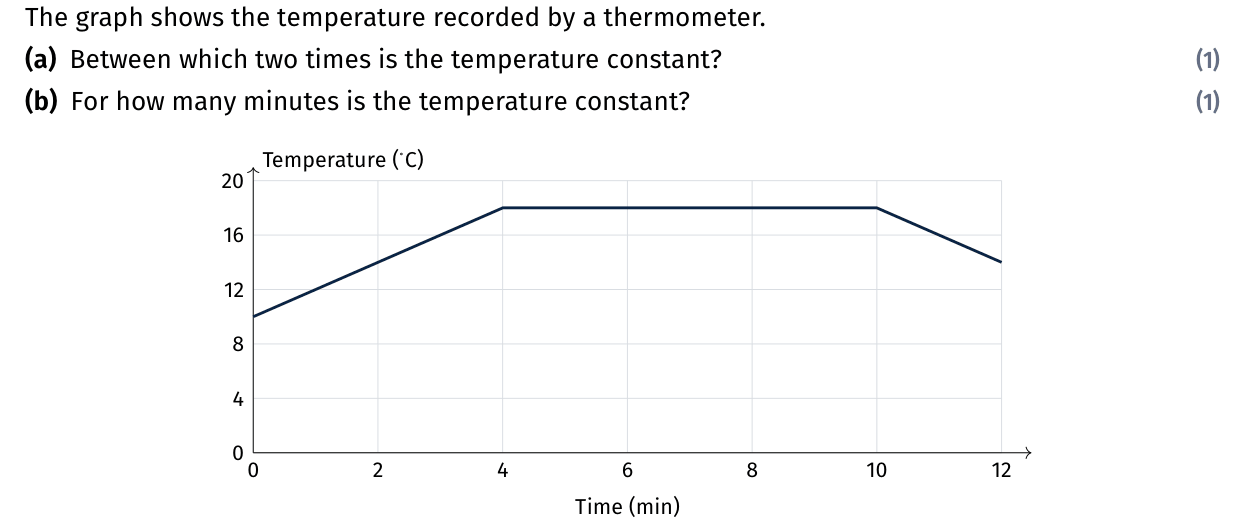 The graph shows the temperature recorded by a thermometer.
(a) Between which two times is the temperature constant? (1)
(b) For how many minutes is the temperature constant? (1)
Temperature (°C)
20
16
12
8
4
0
0 2 4 6 8 10 12
Time (min)